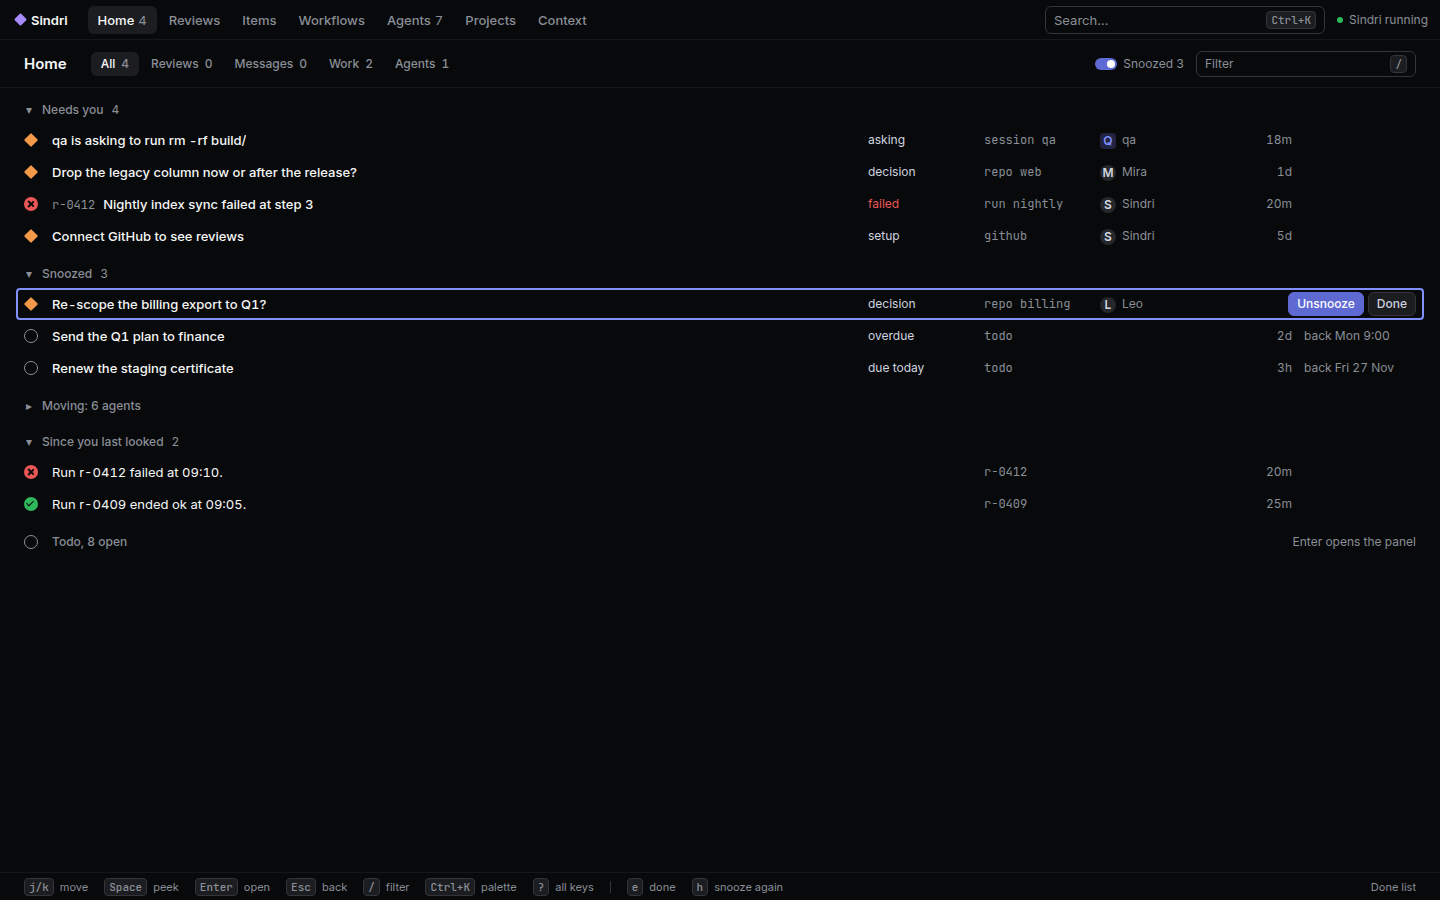 Sindri Home 4 Reviews Items Workflows Agents 7 Projects Context Search... Ctrl+K Sindri running
Home All 4 Reviews 0 Messages 0 Work 2 Agents 1 Snoozed 3 Filter /
Needs you 4
qa is asking to run rm -rf build/ asking session qa Q qa 18m
Drop the legacy column now or after the release? decision repo web M Mira 1d
r-0412 Nightly index sync failed at step 3 failed run nightly S Sindri 20m
Connect GitHub to see reviews setup github S Sindri 5d
Snoozed 3
Re-scope the billing export to Q1? decision repo billing L Leo Unsnooze Done
Send the Q1 plan to finance overdue todo 2d back Mon 9:00
Renew the staging certificate due today todo 3h back Fri 27 Nov
Moving: 6 agents
Since you last looked 2
Run r-0412 failed at 09:10. r-0412 20m
Run r-0409 ended ok at 09:05. r-0409 25m
Todo, 8 open Enter opens the panel
j/k move Space peek Enter open Esc back / filter Ctrl+K palette ? all keys e done h snooze again Done list